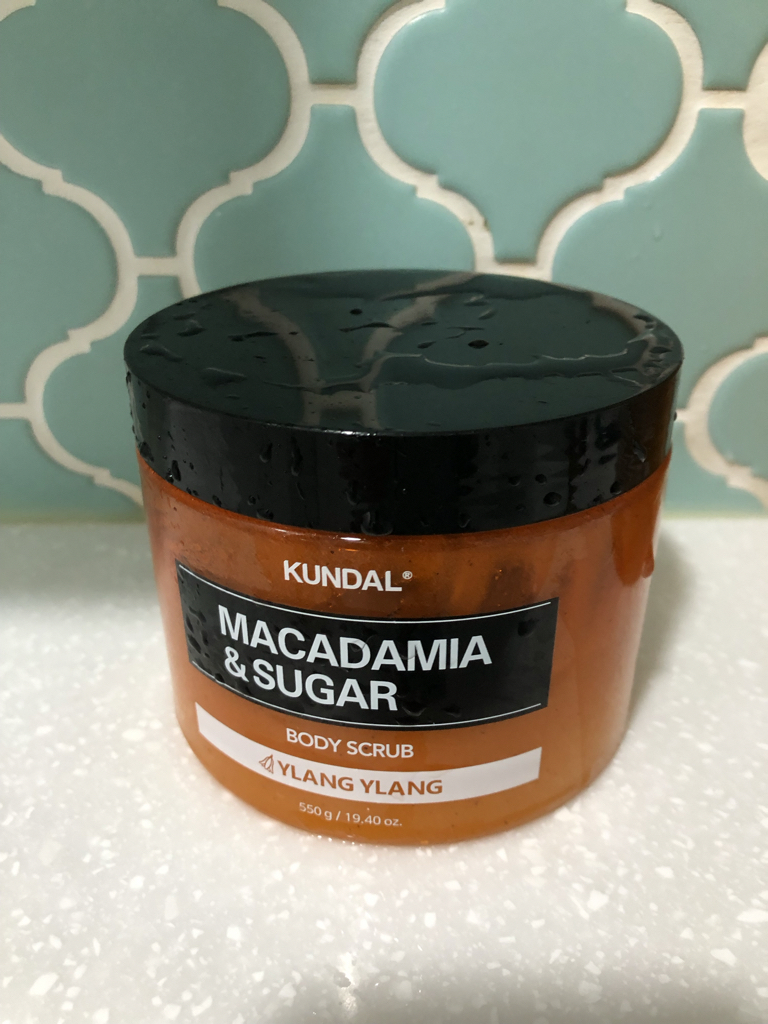 KUNDAL®
MACADAMIA
& SUGAR
BODY SCRUB
YLANG YLANG
550 g / 19.40 oz.